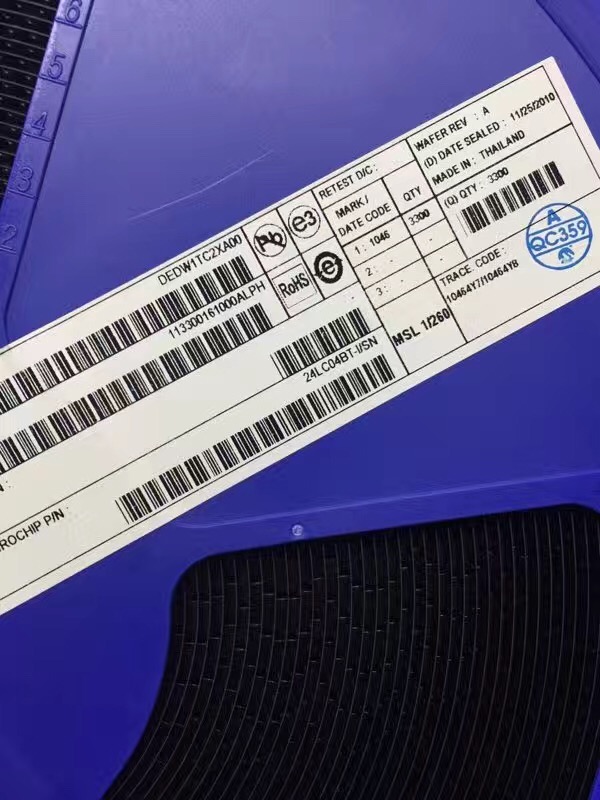 6
5
4
3
2
DEDW1TC2XA00
113300161000ALPH
24LC04BT-I/SN
N :
ROCHIP P/N :
Pb
e3
RoHS
e
RETEST D/C :
MARK/
DATE CODE
QTY
1 : 1046
3300
2 : -
-
3 : -
-
MSL 1/260
WAFER REV : A
(D) DATE SEALED : 11/25/2010
MADE IN : THAILAND
(Q) QTY : 3300
TRACE CODE :
10464Y7/10464Y8
A
QC359